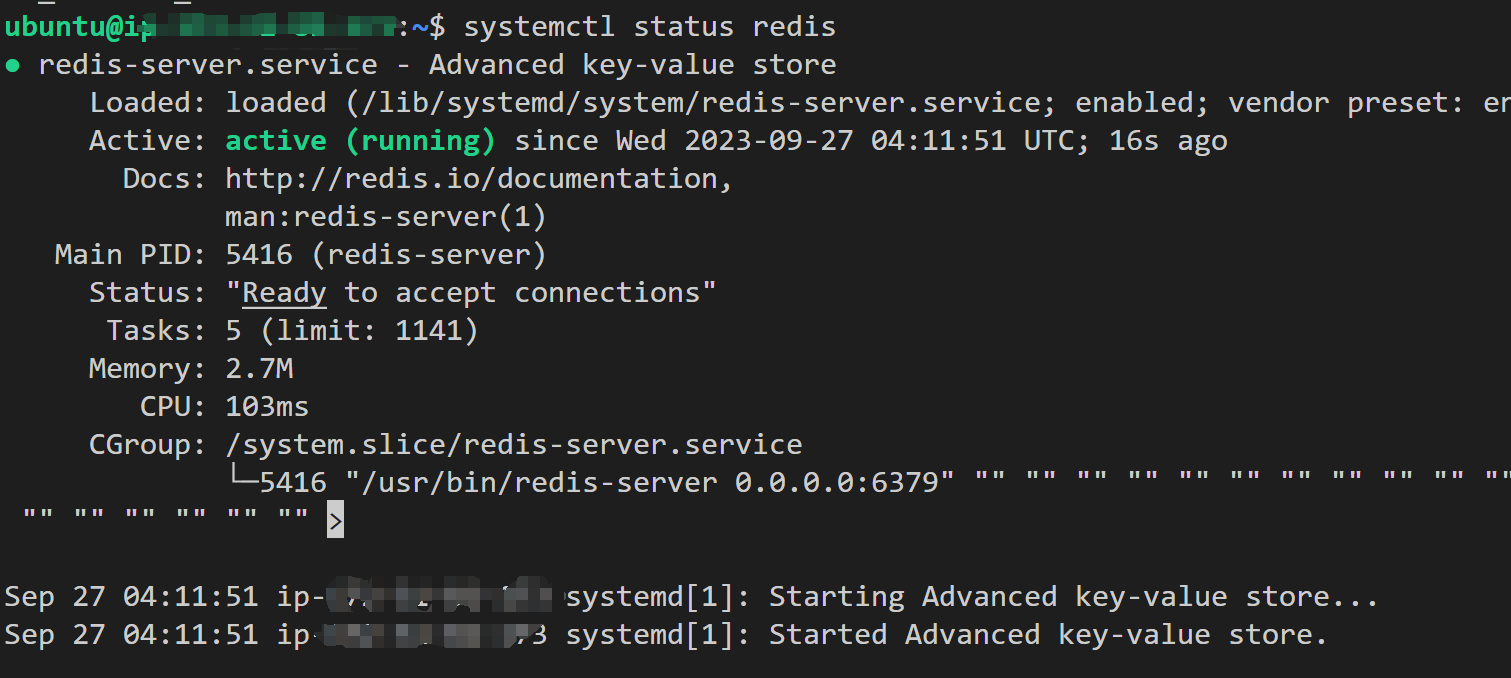 ubuntu@ip :~$ systemctl status redis
● redis-server.service - Advanced key-value store
Loaded: loaded (/lib/systemd/system/redis-server.service; enabled; vendor preset: en
Active: active (running) since Wed 2023-09-27 04:11:51 UTC; 16s ago
Docs: http://redis.io/documentation,
man:redis-server(1)
Main PID: 5416 (redis-server)
Status: "Ready to accept connections"
Tasks: 5 (limit: 1141)
Memory: 2.7M
CPU: 103ms
CGroup: /system.slice/redis-server.service
└─5416 "/usr/bin/redis-server 0.0.0.0:6379" "" "" "" "" "" "" "" "" "" "" ""
"" "" "" "" "" "" >
Sep 27 04:11:51 ip- systemd[1]: Starting Advanced key-value store...
Sep 27 04:11:51 ip- systemd[1]: Started Advanced key-value store.